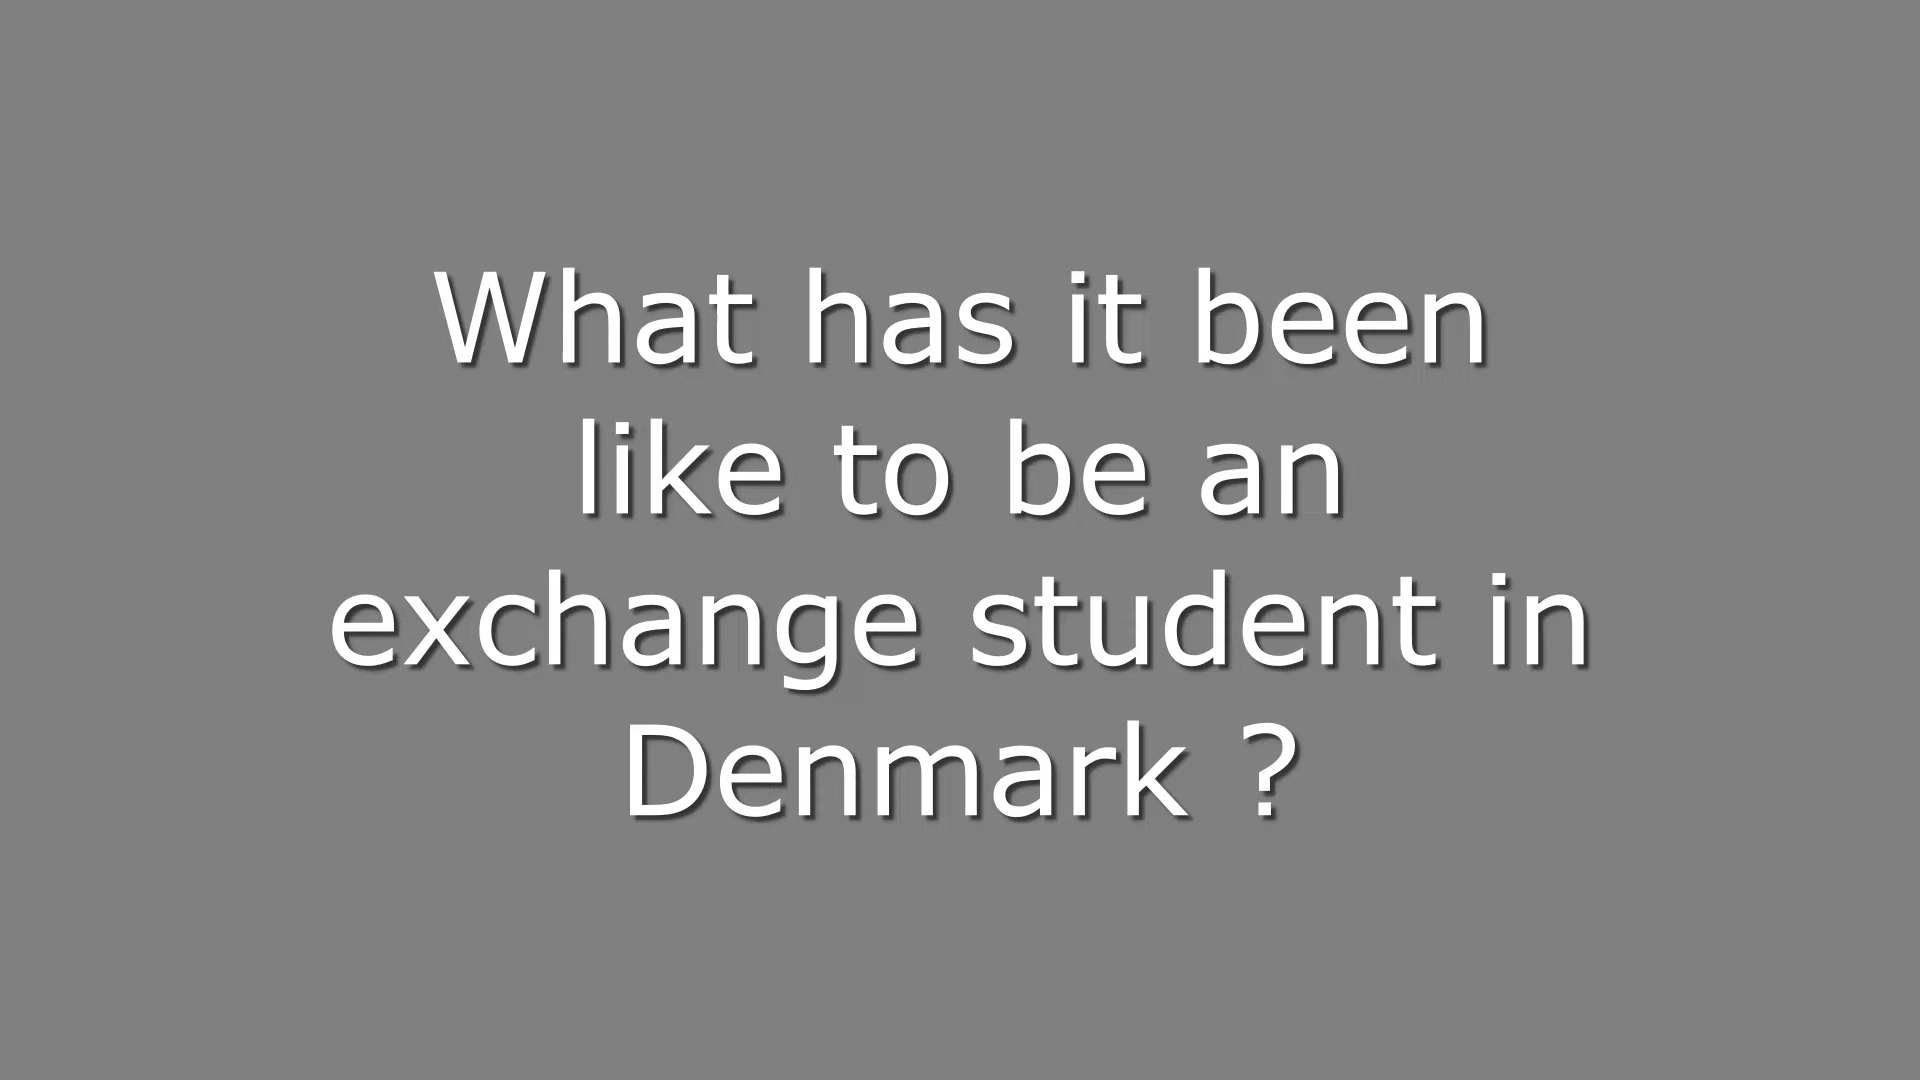 What has it been
like to be an
exchange student in
Denmark ?